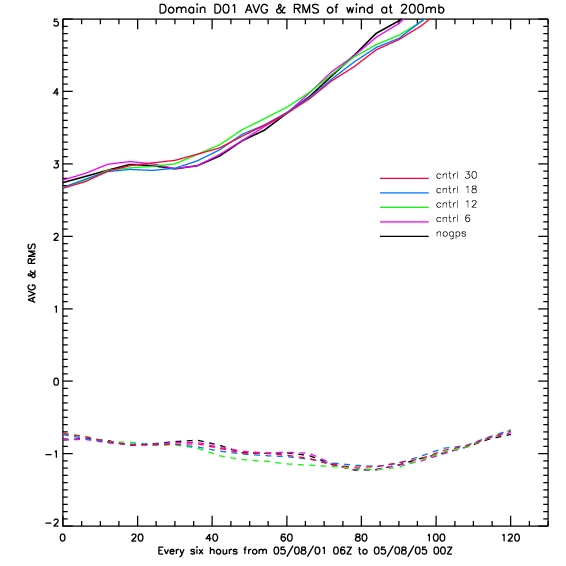 Domain D01 AVG & RMS of wind at 200mb
5
4
3
cntrl 30
cntrl 18
cntrl 12
cntrl 6
nogps
2
AVG & RMS
1
0
-1
-2
0 20 40 60 80 100 120
Every six hours from 05/08/01 06Z to 05/08/05 00Z